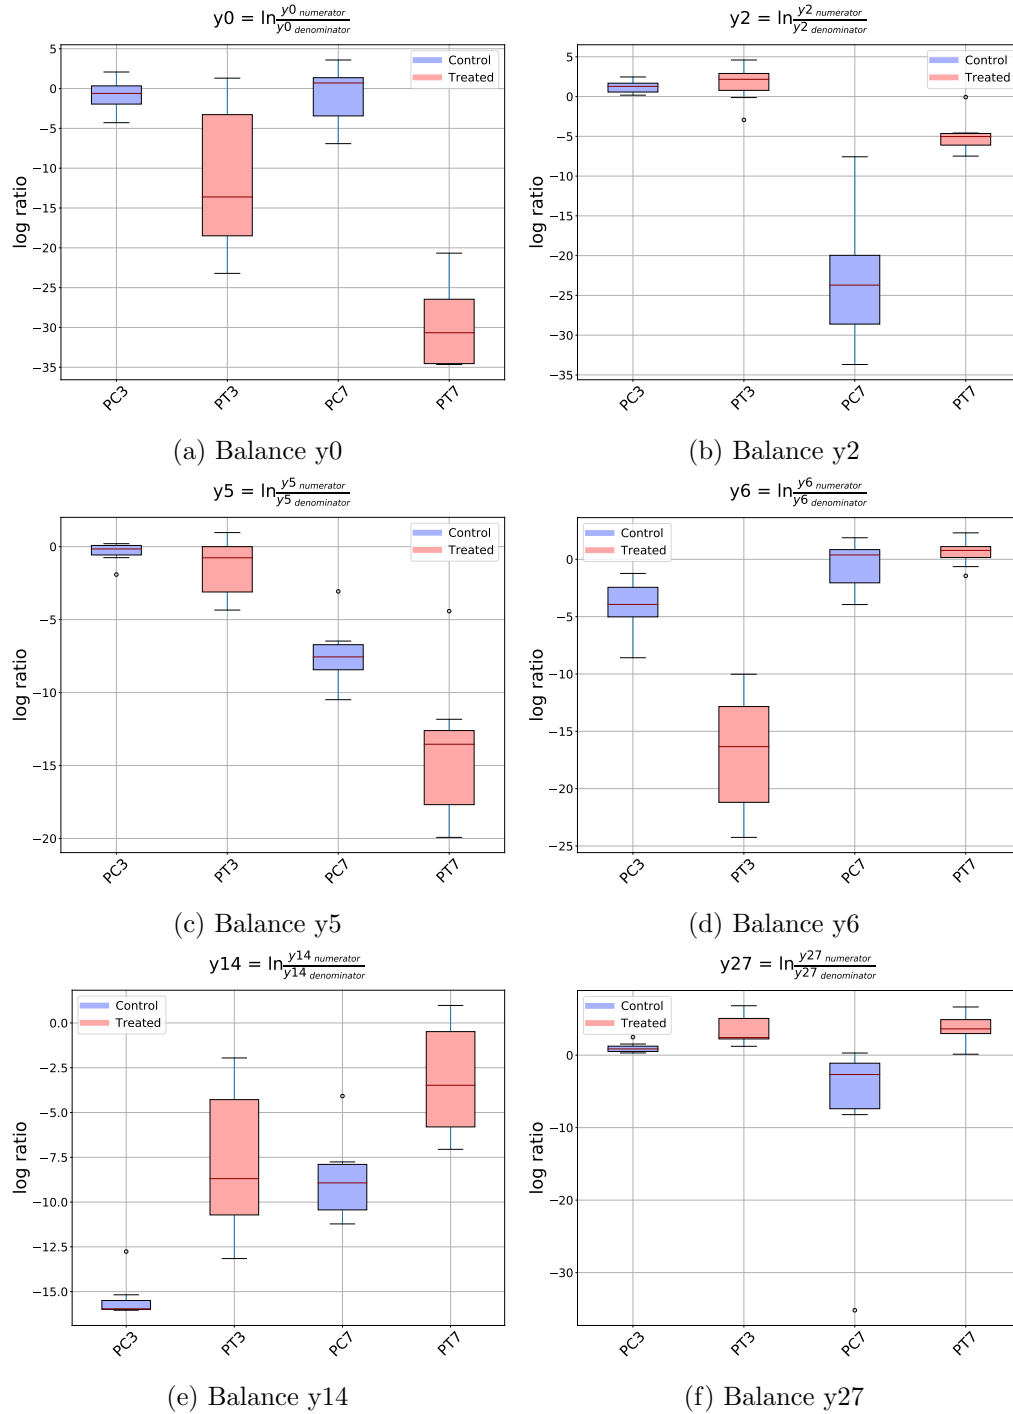 y0 = ln y0 numerator / y0 denominator
5
0
−5
−10
−15
−20
−25
−30
−35
log ratio
Control
Treated
PC3 PT3 PC7 PT7
(a) Balance y0
y2 = ln y2 numerator / y2 denominator
5
0
−5
−10
−15
−20
−25
−30
−35
log ratio
Control
Treated
PC3 PT3 PC7 PT7
(b) Balance y2
y5 = ln y5 numerator / y5 denominator
0
−5
−10
−15
−20
log ratio
Control
Treated
PC3 PT3 PC7 PT7
(c) Balance y5
y6 = ln y6 numerator / y6 denominator
0
−5
−10
−15
−20
−25
log ratio
Control
Treated
PC3 PT3 PC7 PT7
(d) Balance y6
y14 = ln y14 numerator / y14 denominator
0.0
−2.5
−5.0
−7.5
−10.0
−12.5
−15.0
log ratio
Control
Treated
PC3 PT3 PC7 PT7
(e) Balance y14
y27 = ln y27 numerator / y27 denominator
0
−10
−20
−30
log ratio
Control
Treated
PC3 PT3 PC7 PT7
(f) Balance y27